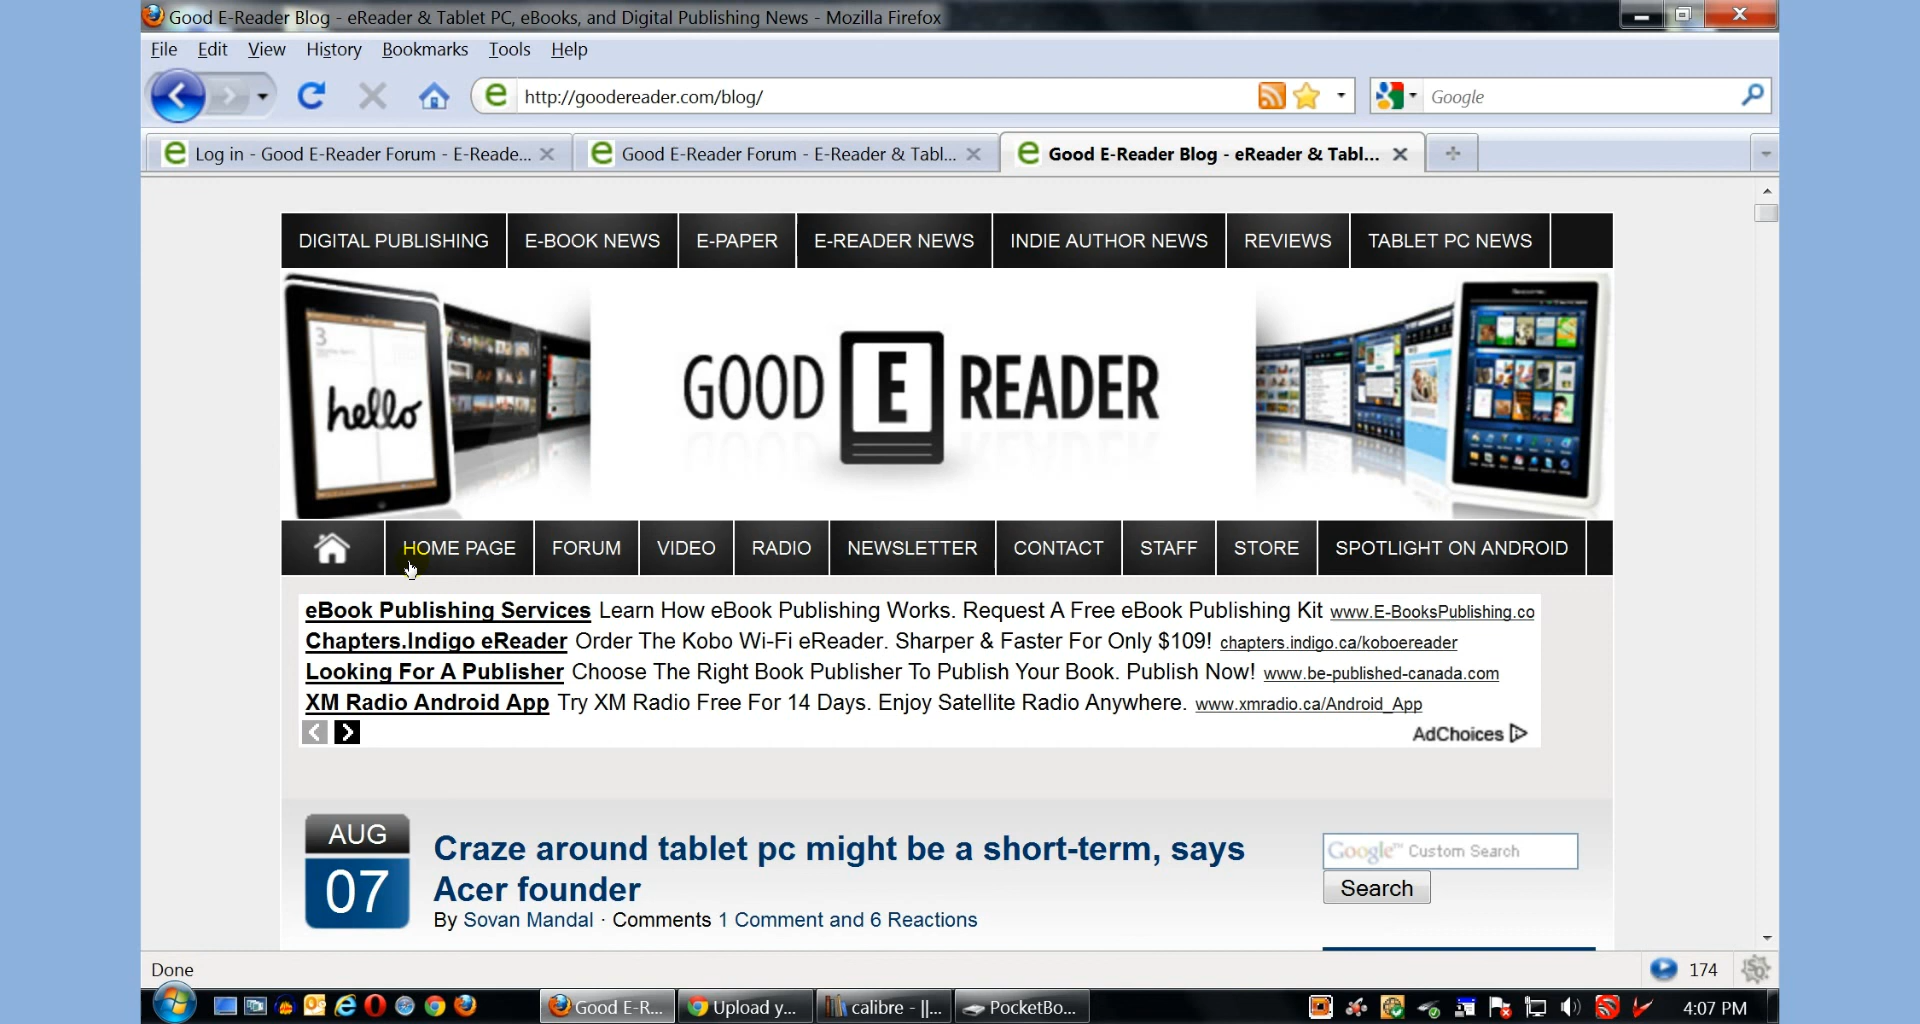 Good E-Reader Blog - eReader & Tablet PC, eBooks, and Digital Publishing News - Mozilla Firefox
File Edit View History Bookmarks Tools Help
http://goodereader.com/blog/ Google
Log in - Good E-Reader Forum - E-Reade... Good E-Reader Forum - E-Reader & Tabl... Good E-Reader Blog - eReader & Tabl...
DIGITAL PUBLISHING E-BOOK NEWS E-PAPER E-READER NEWS INDIE AUTHOR NEWS REVIEWS TABLET PC NEWS
3
hello
GOOD E READER
HOME PAGE FORUM VIDEO RADIO NEWSLETTER CONTACT STAFF STORE SPOTLIGHT ON ANDROID
eBook Publishing Services Learn How eBook Publishing Works. Request A Free eBook Publishing Kit www.E-BooksPublishing.co
Chapters.Indigo eReader Order The Kobo Wi-Fi eReader. Sharper & Faster For Only $109! chapters.indigo.ca/koboereader
Looking For A Publisher Choose The Right Book Publisher To Publish Your Book. Publish Now! www.be-published-canada.com
XM Radio Android App Try XM Radio Free For 14 Days. Enjoy Satellite Radio Anywhere. www.xmradio.ca/Android_App
AdChoices
AUG
07
Craze around tablet pc might be a short-term, says
Acer founder
By Sovan Mandal · Comments 1 Comment and 6 Reactions
Google™ Custom Search
Search
Done 174
Good E-R... Upload y... calibre - ||... PocketBo... 4:07 PM